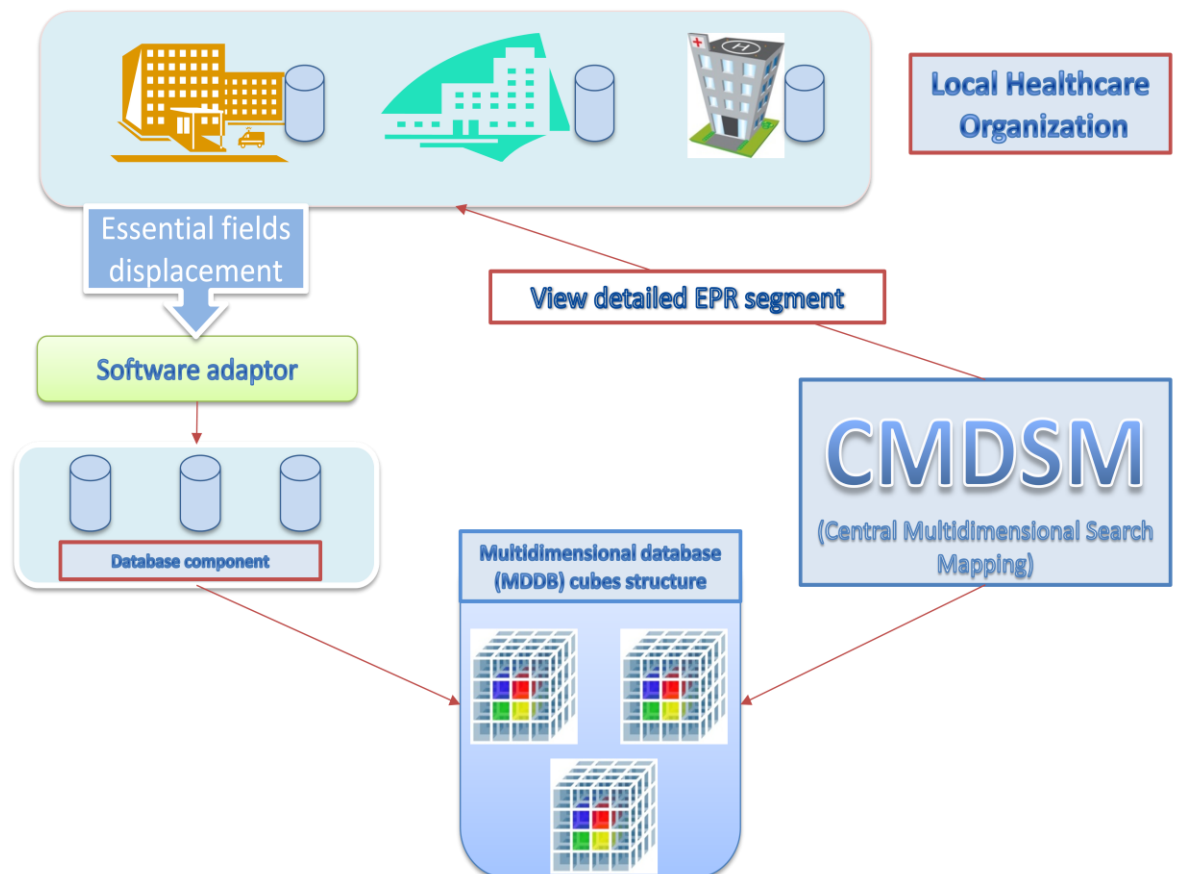 Local Healthcare
Organization
Essential fields
displacement
View detailed EPR segment
Software adaptor
CMDSM
(Central Multidimensional Search
Mapping)
Database component
Multidimensional database
(MDDB) cubes structure
H